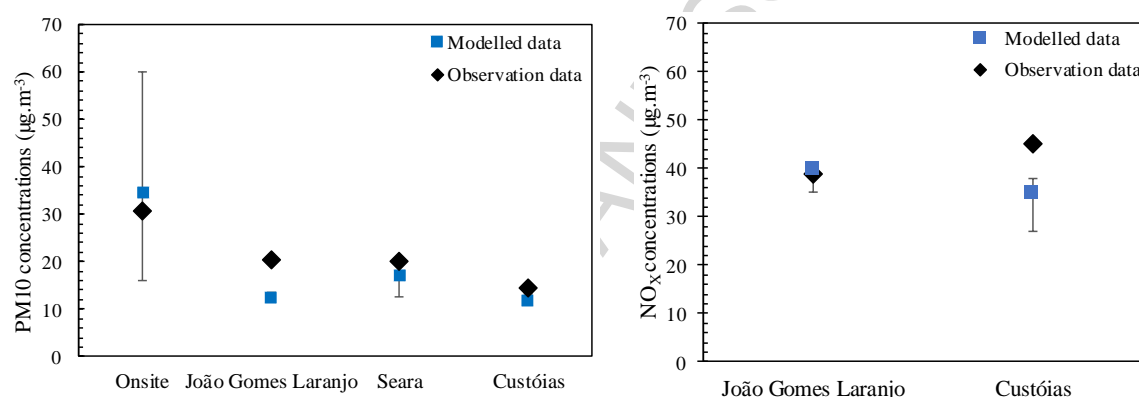 PM10 concentrations (µg.m-3)
70
60
50
40
30
20
10
0
Modelled data
Observation data
Onsite João Gomes Laranjo Seara Custóias
NOX concentrations (µg.m-3)
70
60
50
40
30
20
10
0
Modelled data
Observation data
João Gomes Laranjo Custóias